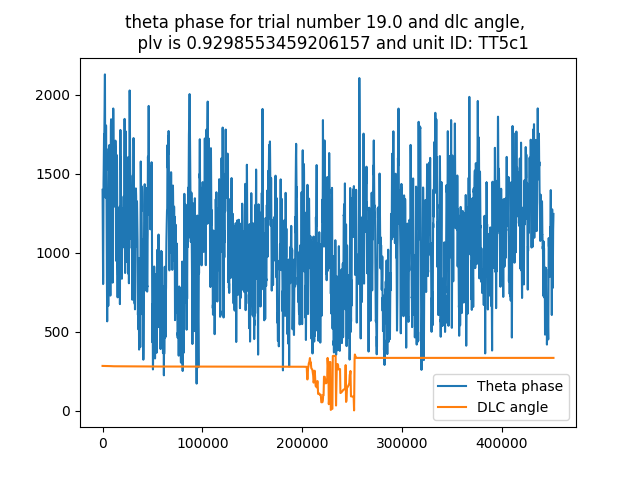 theta phase for trial number 19.0 and dlc angle,
plv is 0.9298553459206157 and unit ID: TT5c1
2000
1500
1000
500
0
0
100000
200000
300000
400000
Theta phase
DLC angle